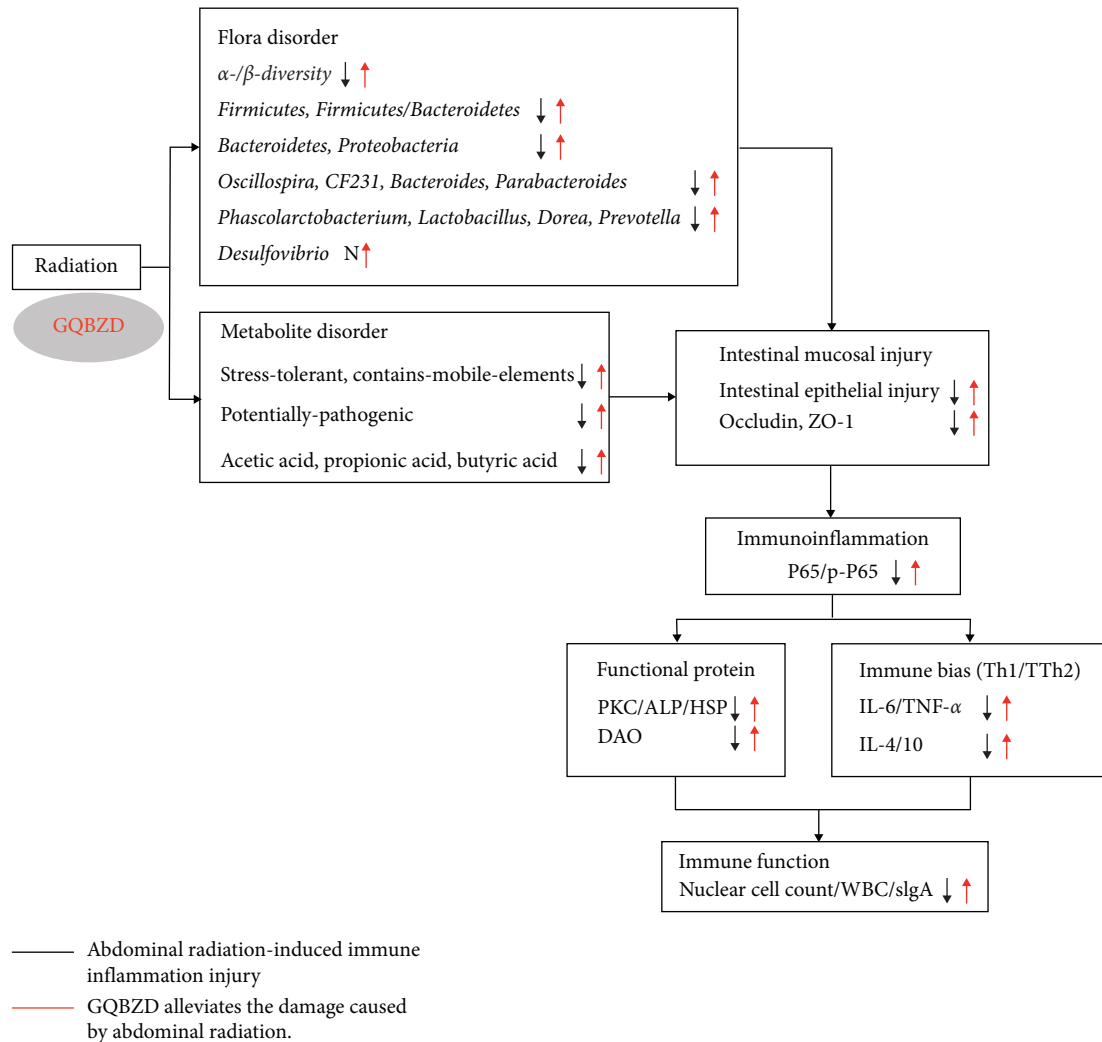 Flora disorder
α-/β-diversity ↓ ↑
Firmicutes, Firmicutes/Bacteroidetes ↓ ↑
Bacteroidetes, Proteobacteria ↓ ↑
Oscillospira, CF231, Bacteroides, Parabacteroides ↓ ↑
Phascolarctobacterium, Lactobacillus, Dorea, Prevotella ↓ ↑
Desulfovibrio N↑
Radiation
GQBZD
Metabolite disorder
Stress-tolerant, contains-mobile-elements ↓ ↑
Potentially-pathogenic ↓ ↑
Acetic acid, propionic acid, butyric acid ↓ ↑
Intestinal mucosal injury
Intestinal epithelial injury ↓ ↑
Occludin, ZO-1 ↓ ↑
Immunoinflammation
P65/p-P65 ↓ ↑
Functional protein
PKC/ALP/HSP ↓ ↑
DAO ↓ ↑
Immune bias (Th1/TTh2)
IL-6/TNF-α ↓ ↑
IL-4/10 ↓ ↑
Immune function
Nuclear cell count/WBC/slgA ↓ ↑
Abdominal radiation-induced immune
inflammation injury
GQBZD alleviates the damage caused
by abdominal radiation.